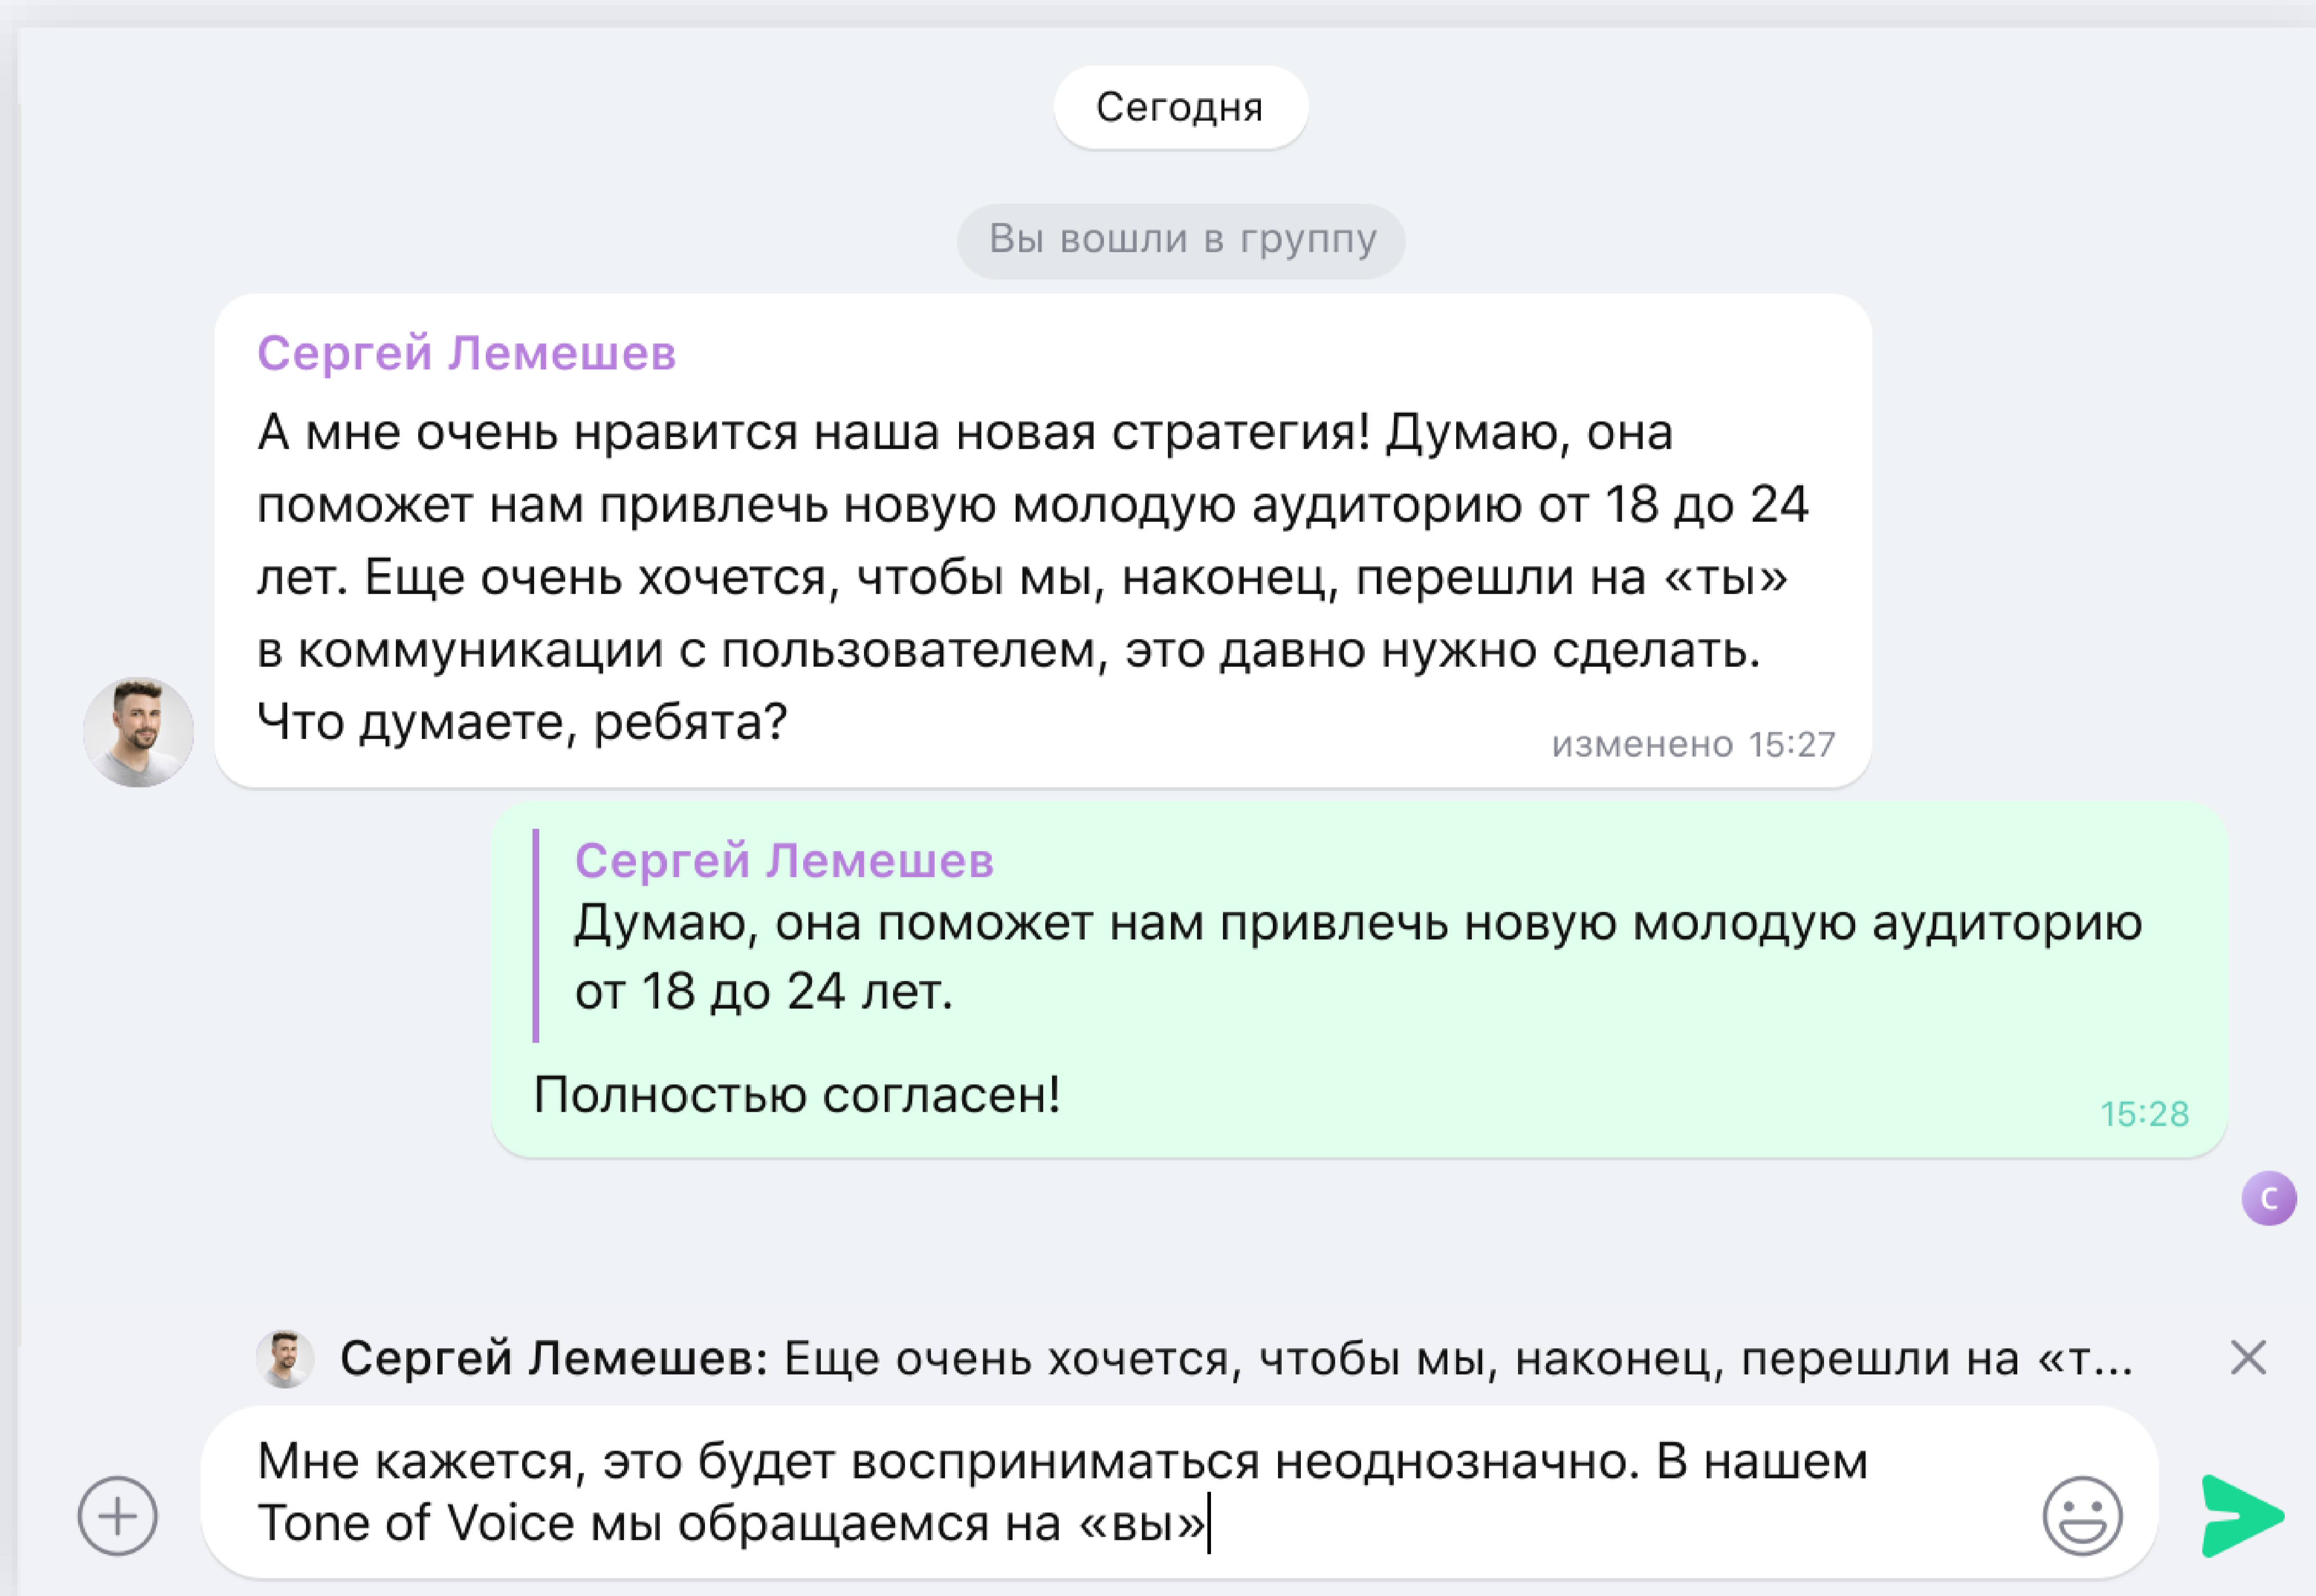 Сегодня
Вы вошли в группу
Сергей Лемешев
А мне очень нравится наша новая стратегия! Думаю, она
поможет нам привлечь новую молодую аудиторию от 18 до 24
лет. Еще очень хочется, чтобы мы, наконец, перешли на «ты»
в коммуникации с пользователем, это давно нужно сделать.
Что думаете, ребята?
изменено 15:27
Сергей Лемешев
Думаю, она поможет нам привлечь новую молодую аудиторию
от 18 до 24 лет.
Полностью согласен!
15:28
С
Сергей Лемешев: Еще очень хочется, чтобы мы, наконец, перешли на «т...
Мне кажется, это будет восприниматься неоднозначно. В нашем
Tone of Voice мы обращаемся на «вы»